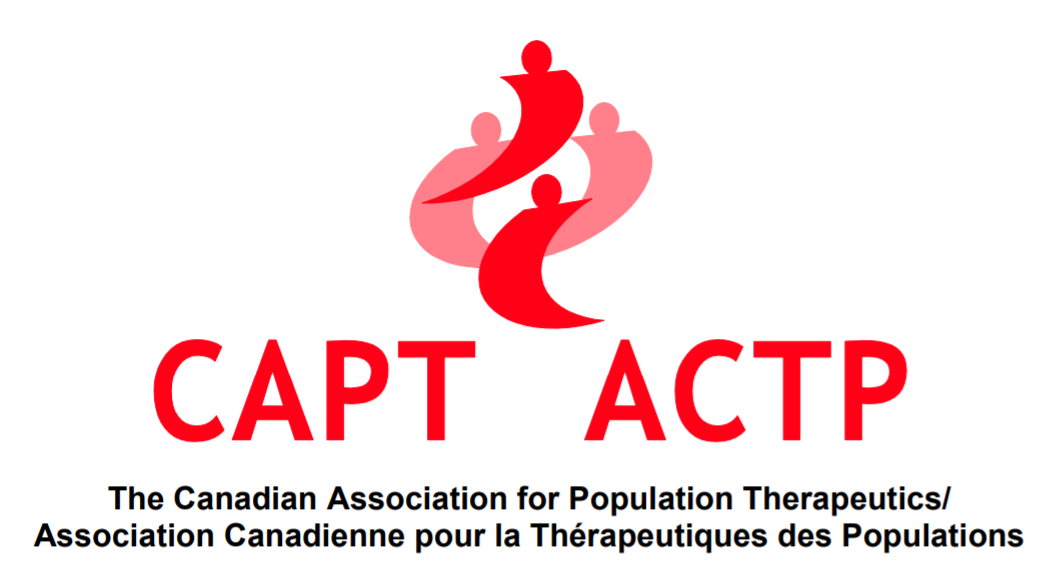 CAPT ACTP
The Canadian Association for Population Therapeutics/
Association Canadienne pour la Thérapeutiques des Populations